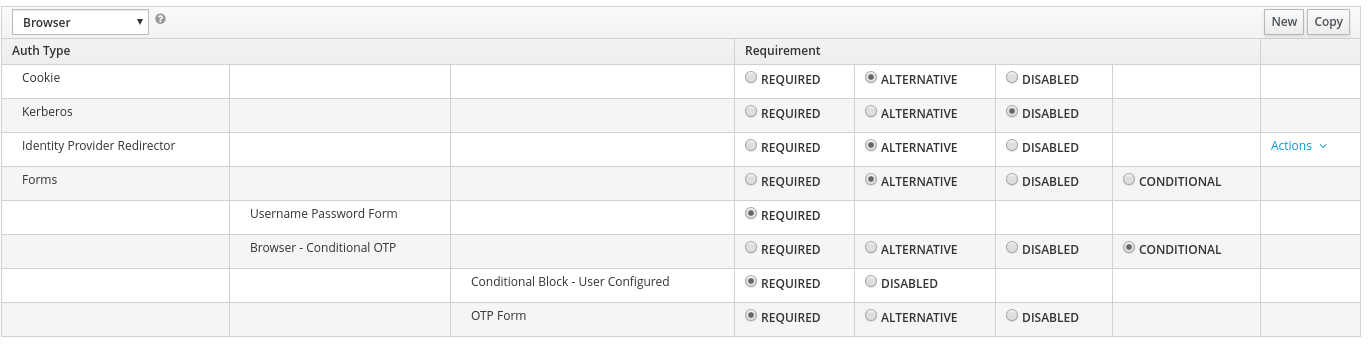 Browser ? New Copy
Auth Type Requirement
Cookie REQUIRED ALTERNATIVE DISABLED
Kerberos REQUIRED ALTERNATIVE DISABLED
Identity Provider Redirector REQUIRED ALTERNATIVE DISABLED Actions
Forms REQUIRED ALTERNATIVE DISABLED CONDITIONAL
Username Password Form REQUIRED
Browser - Conditional OTP REQUIRED ALTERNATIVE DISABLED CONDITIONAL
Conditional Block - User Configured REQUIRED DISABLED
OTP Form REQUIRED ALTERNATIVE DISABLED